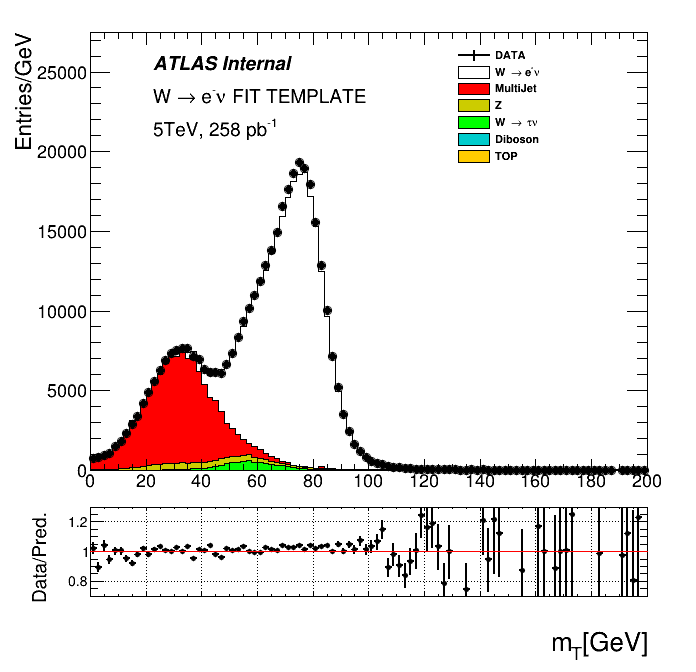 Entries/GeV
25000
20000
15000
10000
5000
0
ATLAS Internal
W → e⁻ν FIT TEMPLATE
5TeV, 258 pb⁻¹
DATA
W → e⁻ν
MultiJet
Z
W → τν
Diboson
TOP
0 20 40 60 80 100 120 140 160 180 200
Data/Pred.
1.2
1
0.8
m_T[GeV]